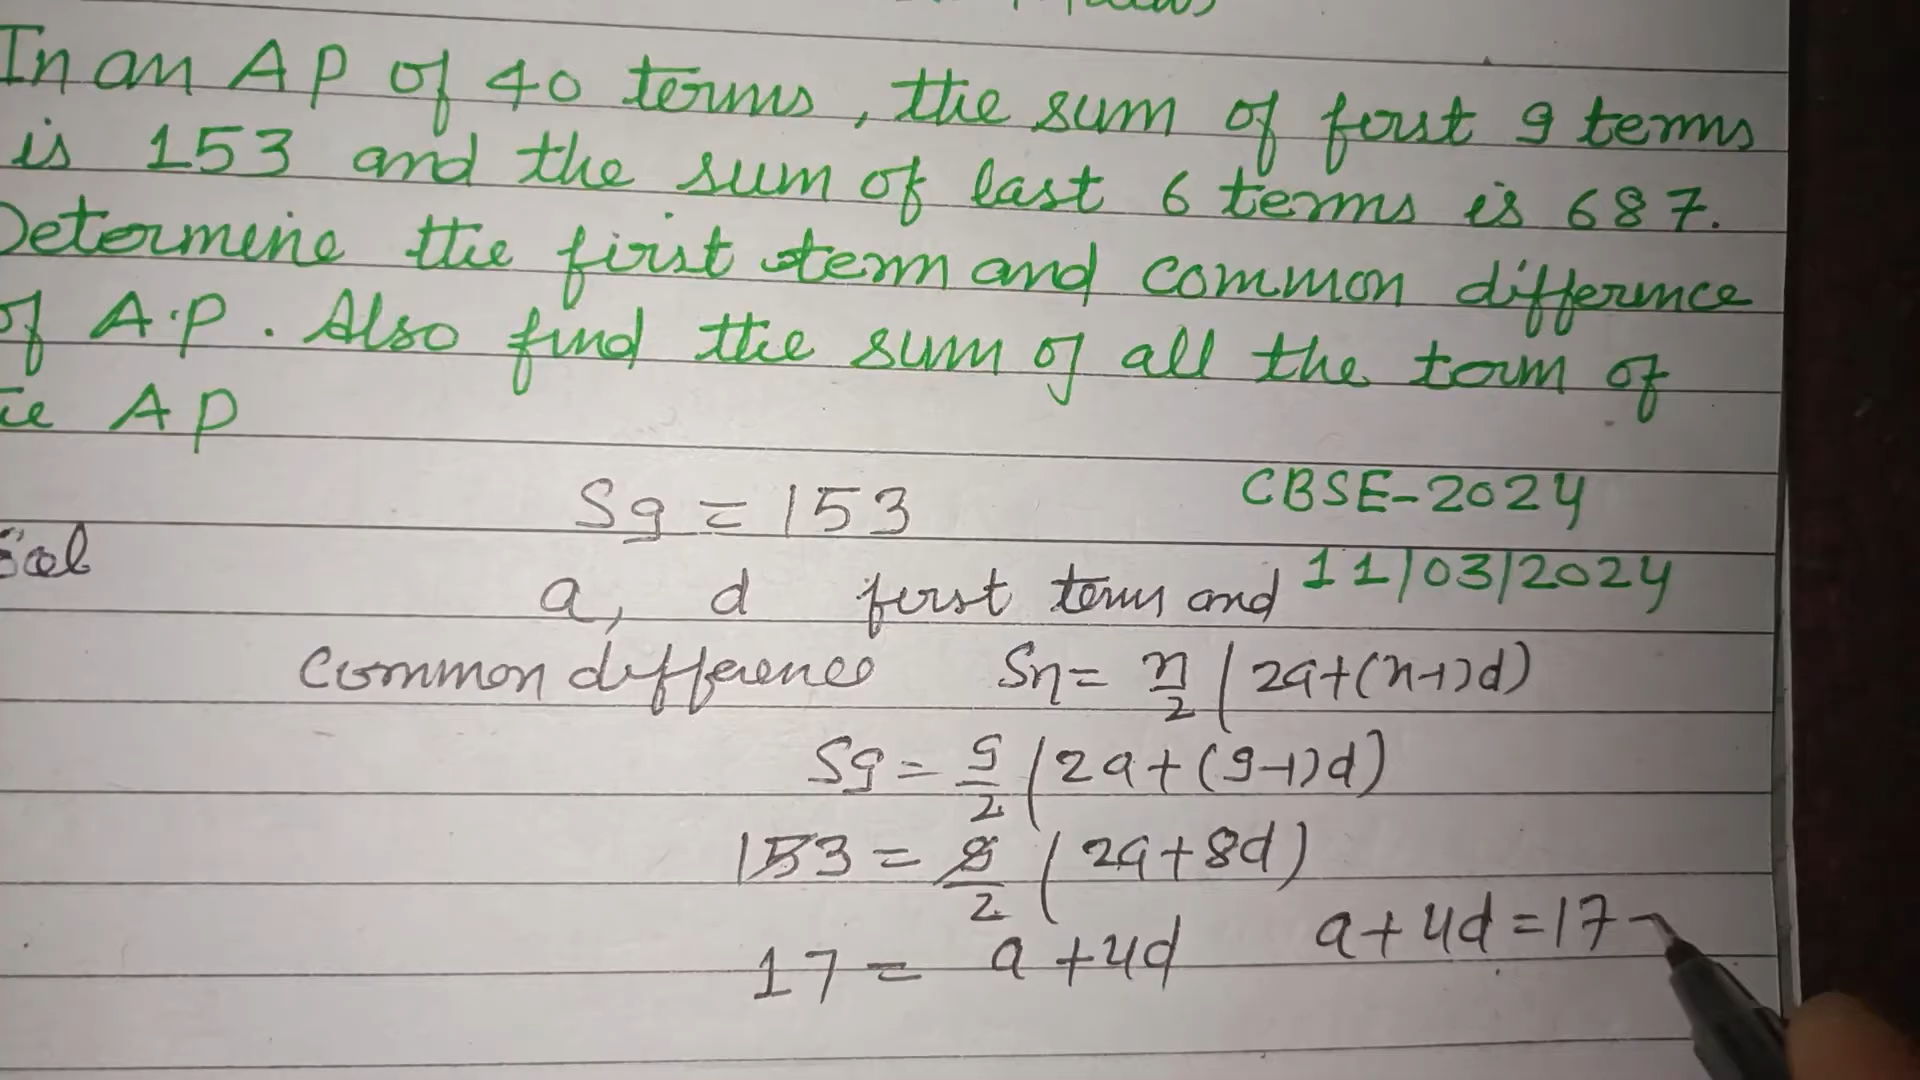 In an AP of 40 terms, the sum of first 9 terms
is 153 and the sum of last 6 terms is 687.
Determine the first term and common difference
of A.P. Also find the sum of all the term of
AP
S9 = 153
CBSE-2024
Sol
a, d first term and
11/03/2024
Common difference Sn = n/2 (2a+(n-1)d)
S9 = 9/2 (2a+(9-1)d)
153 = 9/2 (2a+8d)
17 = a+4d a+4d=17-